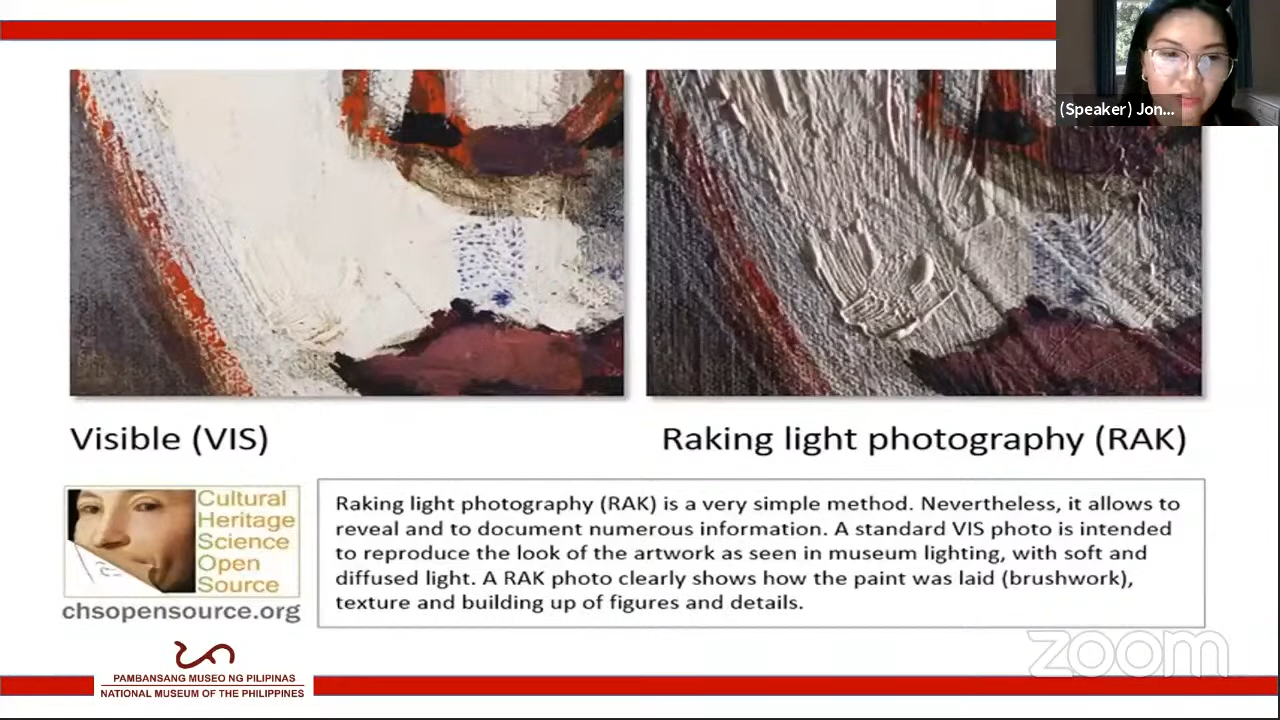 (Speaker) Jon...
Visible (VIS)
Raking light photography (RAK)
Cultural
Heritage
Science
Open
Source
chsopensource.org
Raking light photography (RAK) is a very simple method. Nevertheless, it allows to
reveal and to document numerous information. A standard VIS photo is intended
to reproduce the look of the artwork as seen in museum lighting, with soft and
diffused light. A RAK photo clearly shows how the paint was laid (brushwork),
texture and building up of figures and details.
zoom
PAMBANSANG MUSEO NG PILIPINAS
NATIONAL MUSEUM OF THE PHILIPPINES